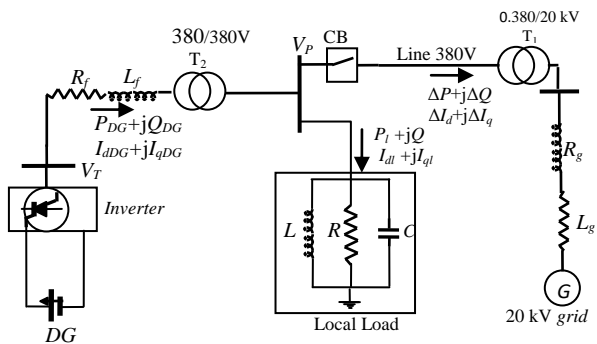 0.380/20 kV
T₁
380/380V
T₂
V_P
CB
Line 380V
R_f
L_f
ΔP+jΔQ
ΔI_d+jΔI_q
P_DG+jQ_DG
I_dDG+jI_qDG
P_l +jQ
I_dl +jI_ql
R_g
V_T
Inverter
L
R
C
L_g
G
20 kV grid
DG
Local Load